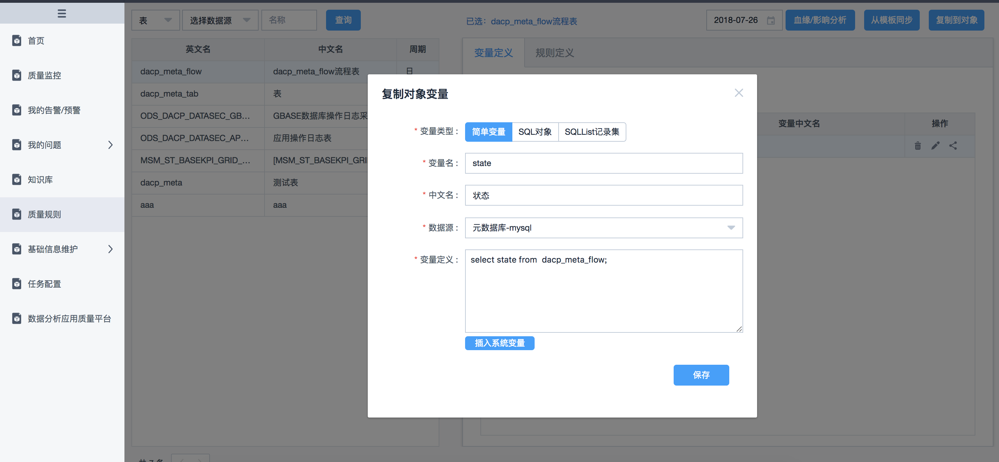 首页
质量监控
我的告警/预警
我的问题
知识库
质量规则
基础信息维护
任务配置
数据分析应用质量平台
表 选择数据源 名称 查询
已选：dacp_meta_flow流程表
2018-07-26 血缘/影响分析 从模板同步 复制到对象
英文名 中文名 周期
dacp_meta_flow dacp_meta_flow流程表 日
dacp_meta_tab 表
ODS_DACP_DATASEC_GB... GBASE数据库操作日志采
ODS_DACP_DATASEC_AP... 应用操作日志表
MSM_ST_BASEKPI_GRID_... [MSM_ST_BASEKPI_GRI
dacp_meta 测试表
aaa aaa
变量定义 规则定义
变量中文名 操作
复制对象变量
* 变量类型： 简单变量 SQL对象 SQLList记录集
* 变量名： state
* 中文名： 状态
* 数据源： 元数据库-mysql
* 变量定义： select state from  dacp_meta_flow;
插入系统变量
保存